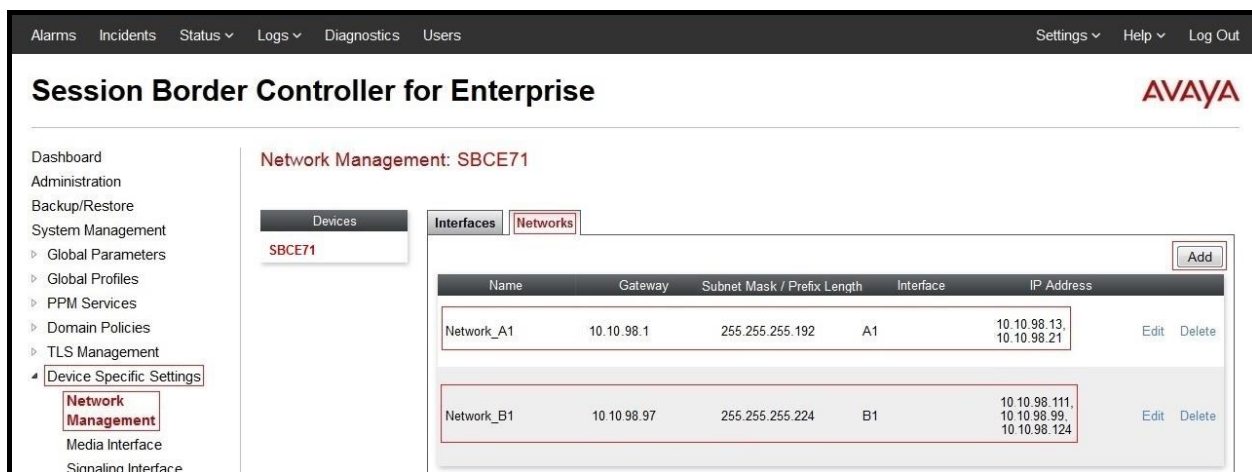 Alarms Incidents Status Logs Diagnostics Users Settings Help Log Out
Session Border Controller for Enterprise
AVAYA
Dashboard
Administration
Backup/Restore
System Management
Global Parameters
Global Profiles
PPM Services
Domain Policies
TLS Management
Device Specific Settings
Network
Management
Media Interface
Signaling Interface
Network Management: SBCE71
Devices
SBCE71
Interfaces Networks
Add
Name Gateway Subnet Mask / Prefix Length Interface IP Address
Network_A1 10.10.98.1 255.255.255.192 A1 10.10.98.13,
10.10.98.21 Edit Delete
Network_B1 10.10.98.97 255.255.255.224 B1 10.10.98.111,
10.10.98.99,
10.10.98.124 Edit Delete